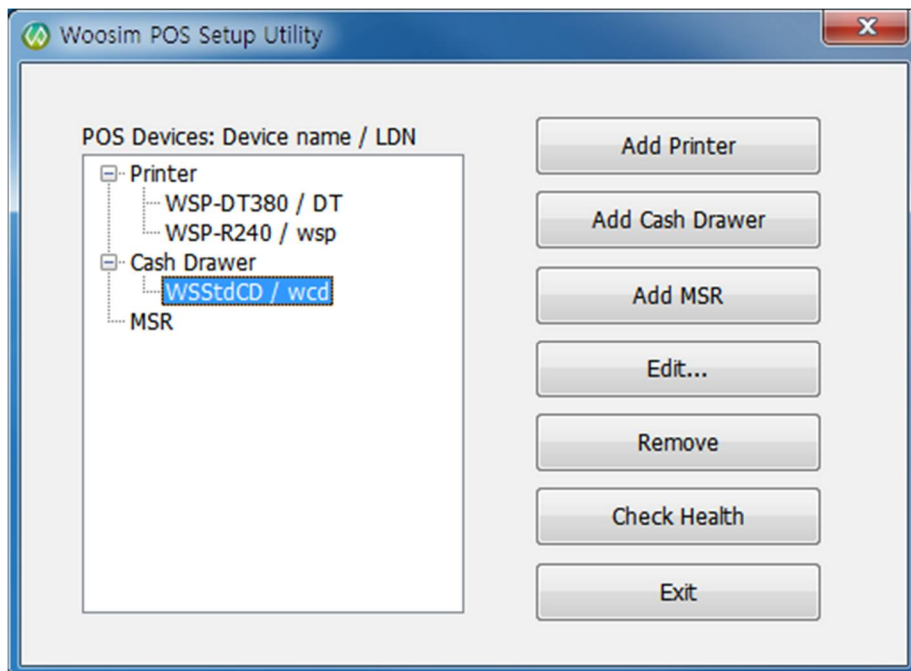 Woosim POS Setup Utility
POS Devices: Device name / LDN
Printer
WSP-DT380 / DT
WSP-R240 / wsp
Cash Drawer
WSStdCD / wcd
MSR
Add Printer
Add Cash Drawer
Add MSR
Edit...
Remove
Check Health
Exit